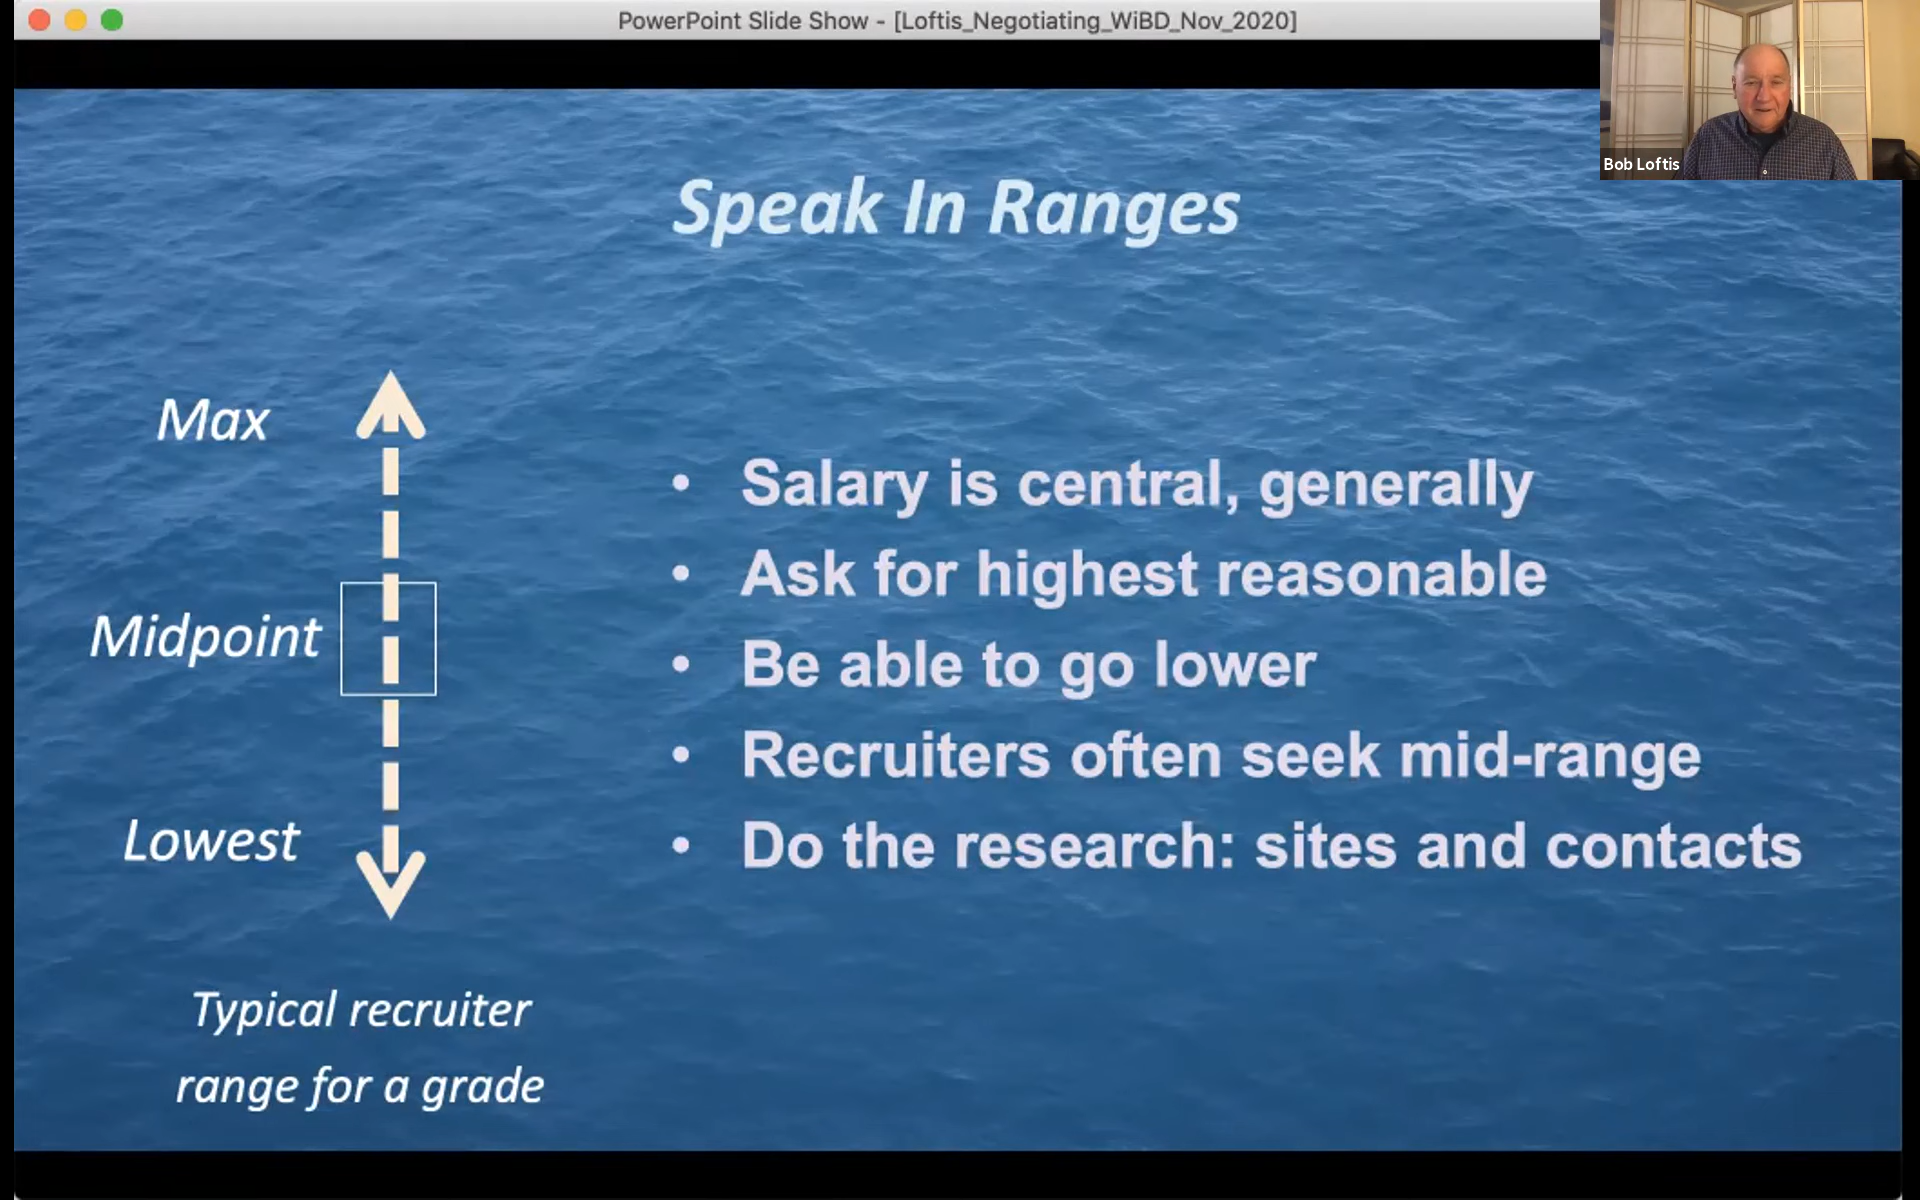 PowerPoint Slide Show - [Loftis_Negotiating_WiBD_Nov_2020]
Bob Loftis
Speak In Ranges
Max
Midpoint
Lowest
Typical recruiter
range for a grade
• Salary is central, generally
• Ask for highest reasonable
• Be able to go lower
• Recruiters often seek mid-range
• Do the research: sites and contacts